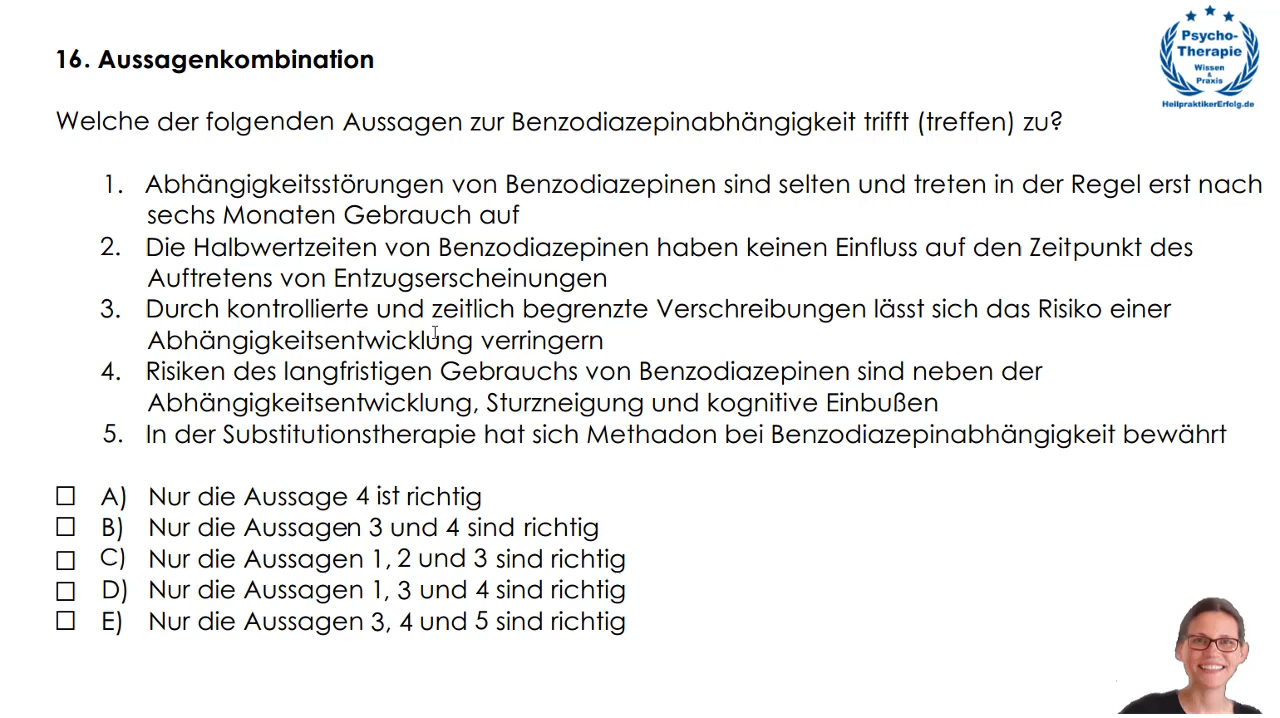 Psycho-
Therapie
Wissen
&
Praxis
HeilpraktikerErfolg.de
16. Aussagenkombination
Welche der folgenden Aussagen zur Benzodiazepinabhängigkeit trifft (treffen) zu?
1. Abhängigkeitsstörungen von Benzodiazepinen sind selten und treten in der Regel erst nach
sechs Monaten Gebrauch auf
2. Die Halbwertzeiten von Benzodiazepinen haben keinen Einfluss auf den Zeitpunkt des
Auftretens von Entzugserscheinungen
3. Durch kontrollierte und zeitlich begrenzte Verschreibungen lässt sich das Risiko einer
Abhängigkeitsentwicklung verringern
4. Risiken des langfristigen Gebrauchs von Benzodiazepinen sind neben der
Abhängigkeitsentwicklung, Sturzneigung und kognitive Einbußen
5. In der Substitutionstherapie hat sich Methadon bei Benzodiazepinabhängigkeit bewährt
A) Nur die Aussage 4 ist richtig
B) Nur die Aussagen 3 und 4 sind richtig
C) Nur die Aussagen 1, 2 und 3 sind richtig
D) Nur die Aussagen 1, 3 und 4 sind richtig
E) Nur die Aussagen 3, 4 und 5 sind richtig